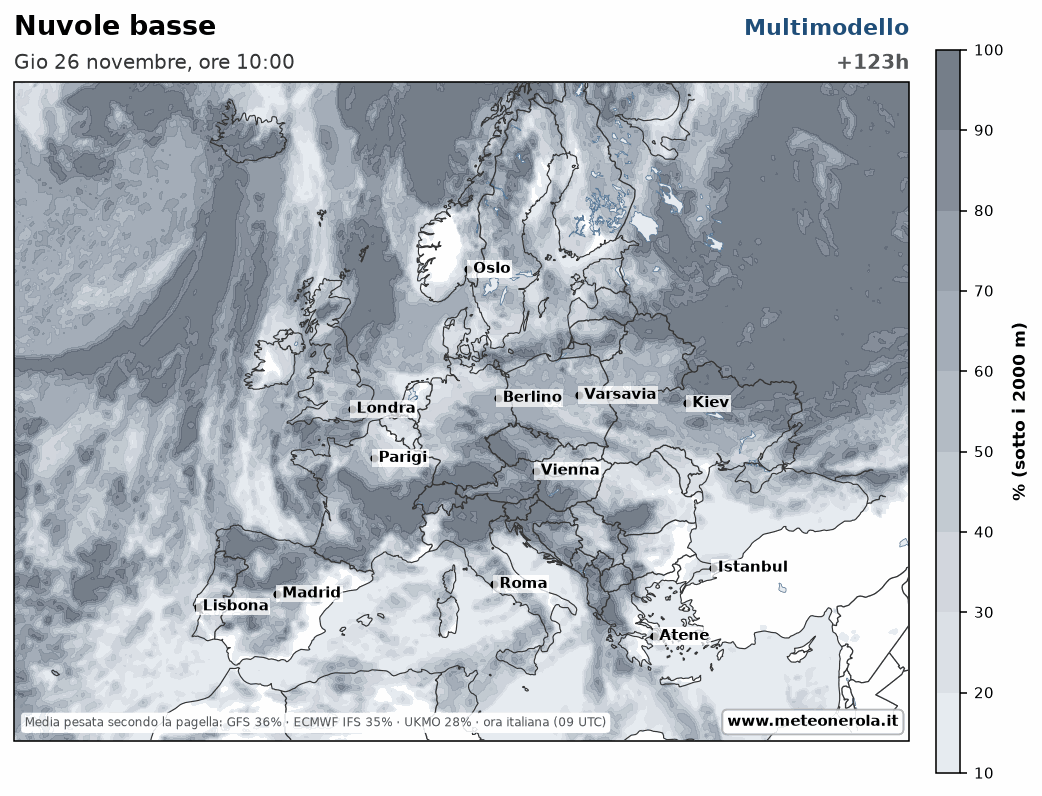 Nuvole basse
Multimodello
Gio 26 novembre, ore 10:00
+123h
100
90
80
70
60
50
40
30
20
10
% (sotto i 2000 m)
Oslo
Londra
Berlino
Varsavia
Kiev
Parigi
Vienna
Istanbul
Roma
Madrid
Lisbona
Atene
Media pesata secondo la pagella: GFS 36% · ECMWF IFS 35% · UKMO 28% · ora italiana (09 UTC)
www.meteonerola.it